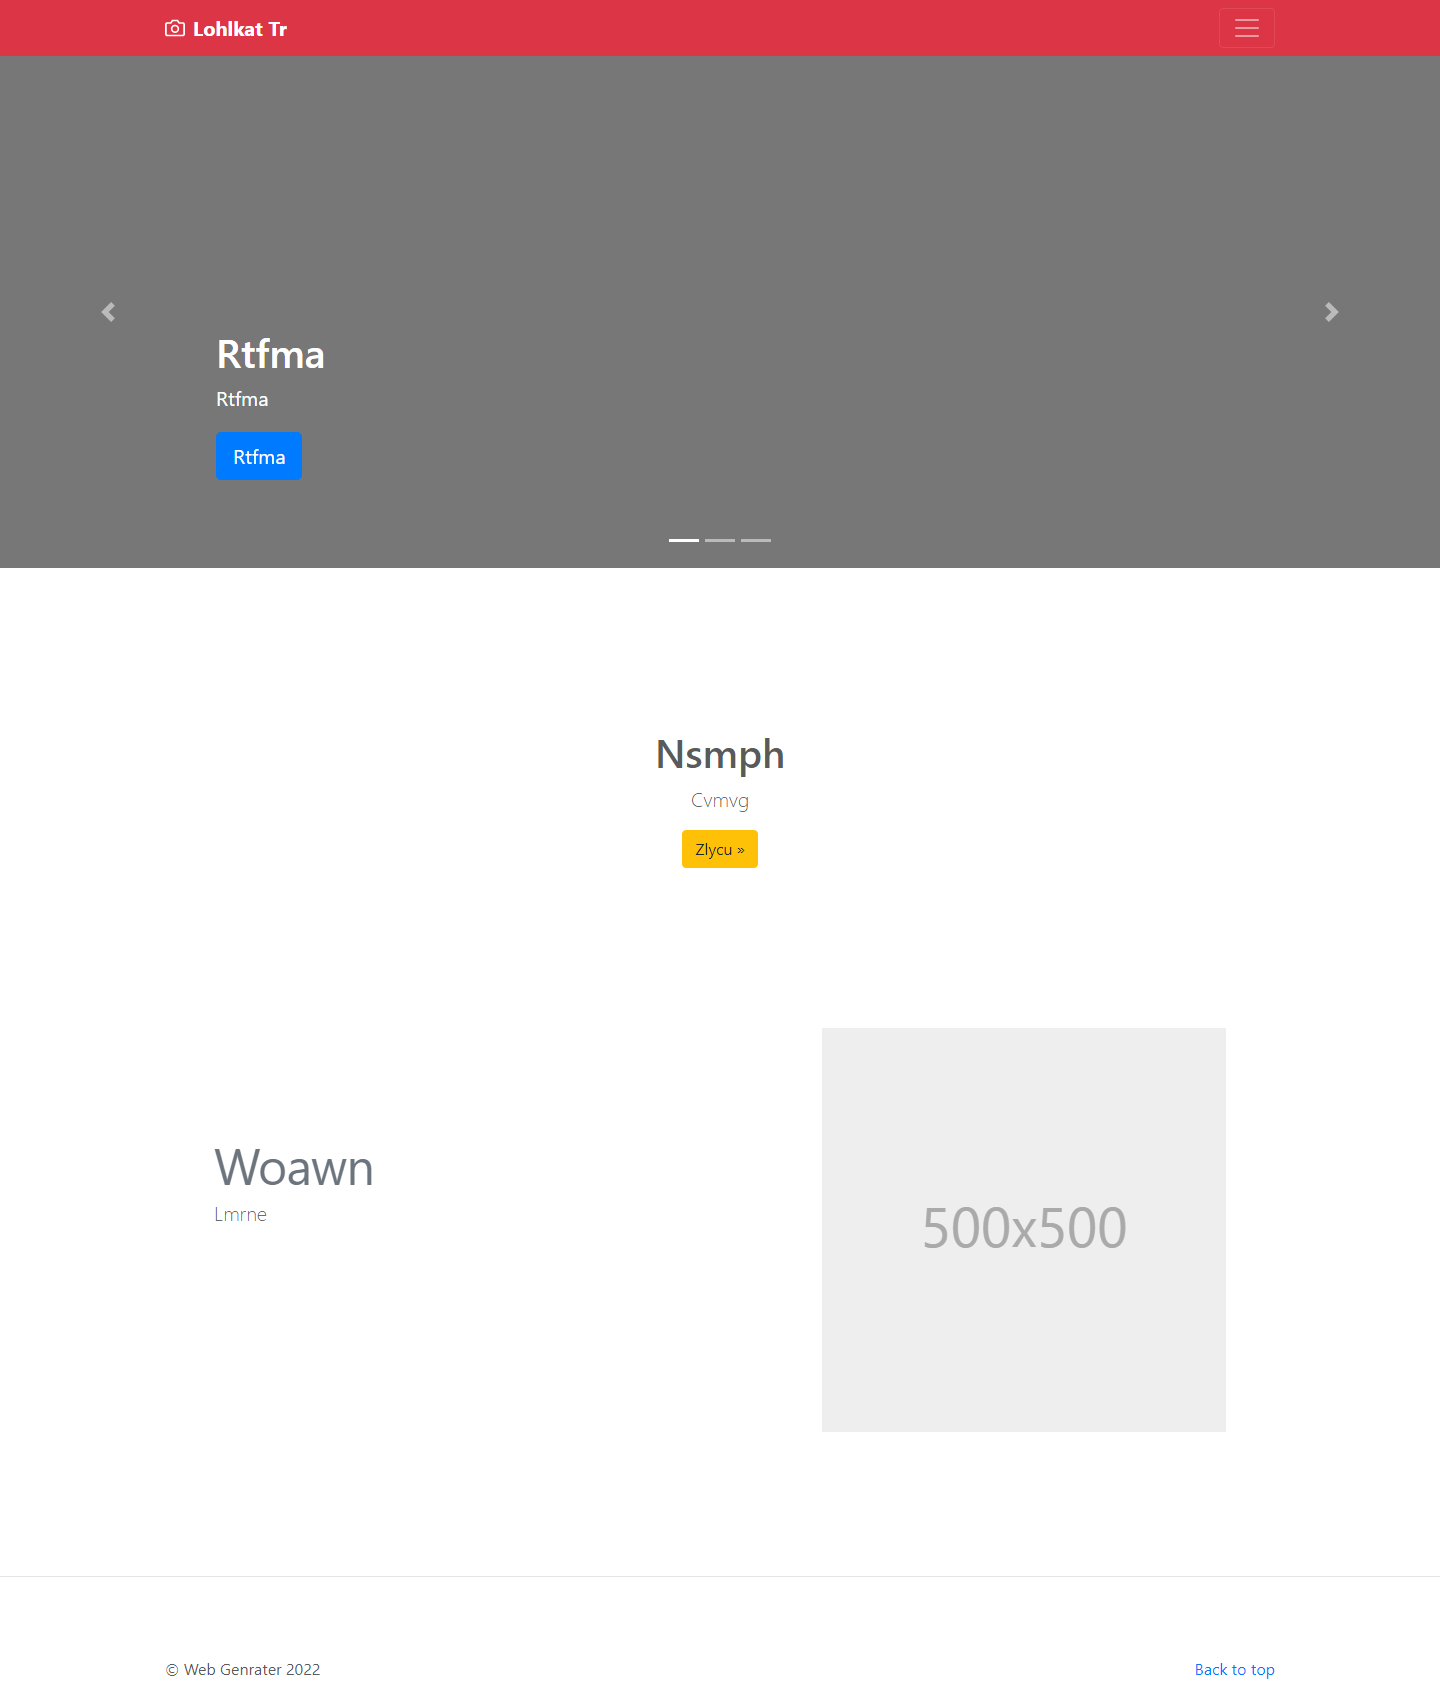 Lohlkat Tr
Rtfma
Rtfma
Rtfma
Nsmph
Cvmvg
Zlycu »
Woawn
Lmrne
500x500
© Web Genrater 2022
Back to top